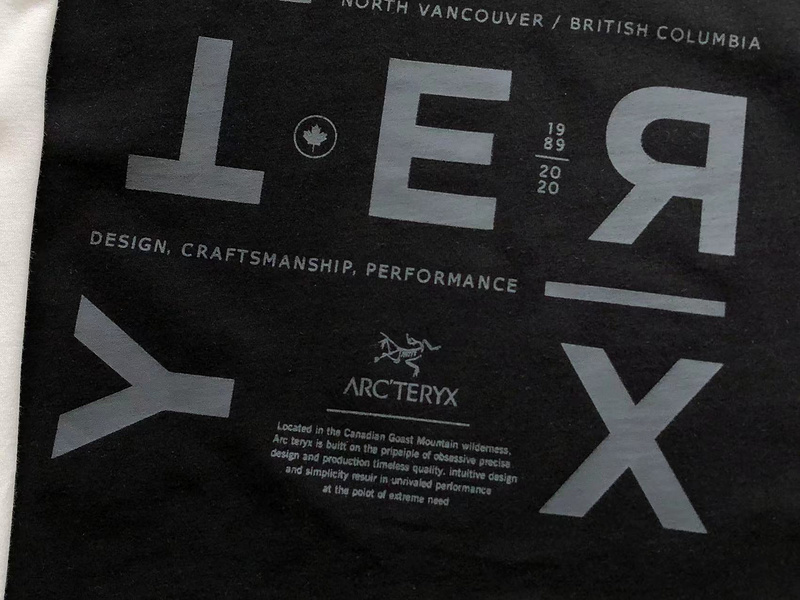 NORTH VANCOUVER / BRITISH COLUMBIA
T E R
19
89
20
20
DESIGN, CRAFTSMANSHIP, PERFORMANCE
Y X
ARC'TERYX
Located in the Canadian Goast Mountain wilderness,
Arc teryx is built on the pripeiple of obsessive precise
design and production timeless quality. intuitive design
and simplicity resuir in unrivaled performance
at the polot of extreme need